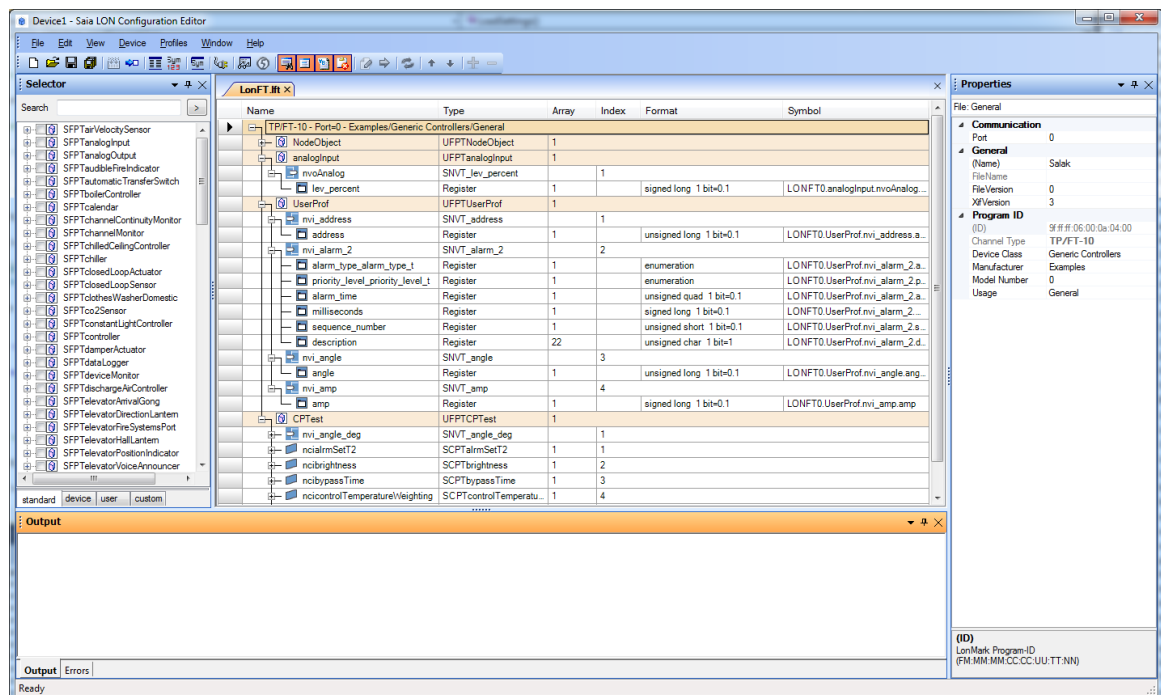 Device1 - Saia LON Configuration Editor
File Edit View Device Profiles Window Help
Selector
Search
SFPTairVelocitySensor
SFPTanalogInput
SFPTanalogOutput
SFPTaudibleFireIndicator
SFPTautomaticTransferSwitch
SFPTboilerController
SFPTcalendar
SFPTchannelContinuityMonitor
SFPTchannelMonitor
SFPTchilledCeilingController
SFPTchiller
SFPTclosedLoopActuator
SFPTclosedLoopSensor
SFPTclothesWasherDomestic
SFPTco2Sensor
SFPTconstantLightController
SFPTcontroller
SFPTdamperActuator
SFPTdataLogger
SFPTdeviceMonitor
SFPTdischargeAirController
SFPTelevatorArrivalGong
SFPTelevatorDirectionLantern
SFPTelevatorFireSystemsPort
SFPTelevatorHallLantern
SFPTelevatorPositionIndicator
SFPTelevatorVoiceAnnouncer
standard device user custom
LonFT.lft
Name Type Array Index Format Symbol
TP/FT-10 - Port=0 - Examples/Generic Controllers/General
NodeObject UFPTNodeObject 1
analogInput UFPTanalogInput 1
nvoAnalog SNVT_lev_percent 1
lev_percent Register 1 signed long 1 bit=0.1 LONFT0.analogInput.nvoAnalog....
UserProf UFPTUserProf 1
nvi_address SNVT_address 1
address Register 1 unsigned long 1 bit=0.1 LONFT0.UserProf.nvi_address.a...
nvi_alarm_2 SNVT_alarm_2 2
alarm_type_alarm_type_t Register 1 enumeration LONFT0.UserProf.nvi_alarm_2.a...
priority_level_priority_level_t Register 1 enumeration LONFT0.UserProf.nvi_alarm_2.p...
alarm_time Register 1 unsigned quad 1 bit=0.1 LONFT0.UserProf.nvi_alarm_2.a...
milliseconds Register 1 signed long 1 bit=0.1 LONFT0.UserProf.nvi_alarm_2....
sequence_number Register 1 unsigned short 1 bit=0.1 LONFT0.UserProf.nvi_alarm_2.s...
description Register 22 unsigned char 1 bit=1 LONFT0.UserProf.nvi_alarm_2.d...
nvi_angle SNVT_angle 3
angle Register 1 unsigned long 1 bit=0.1 LONFT0.UserProf.nvi_angle.ang...
nvi_amp SNVT_amp 4
amp Register 1 signed long 1 bit=0.1 LONFT0.UserProf.nvi_amp.amp
CPTest UFPTCPTest 1
nvi_angle_deg SNVT_angle_deg 1
ncialrmSetT2 SCPTalrmSetT2 1 1
ncibrightness SCPTbrightness 1 2
ncibypassTime SCPTbypassTime 1 3
ncicontrolTemperatureWeighting SCPTcontrolTemperatu... 1 4
Properties
File: General
Communication
Port 0
General
(Name) Salak
FileName
FileVersion 0
XifVersion 3
Program ID
(ID) 9f:ff:ff:06:00:0a:04:00
Channel Type TP/FT-10
Device Class Generic Controllers
Manufacturer Examples
Model Number 0
Usage General
(ID)
LonMark Program-ID
(FM:MM:MM:CC:CC:UU:TT:NN)
Output
Output Errors
Ready